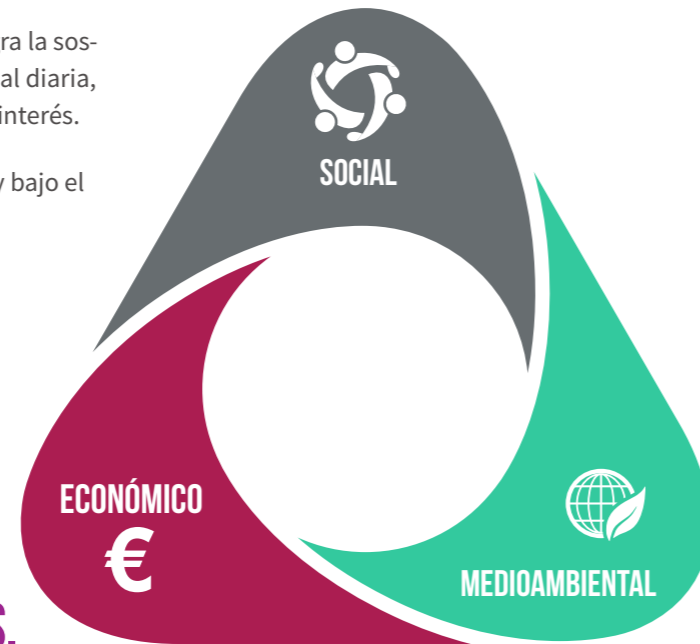 ra la sos-
al diaria,
interés.
y bajo el
SOCIAL
ECONÓMICO
€
MEDIOAMBIENTAL
S.